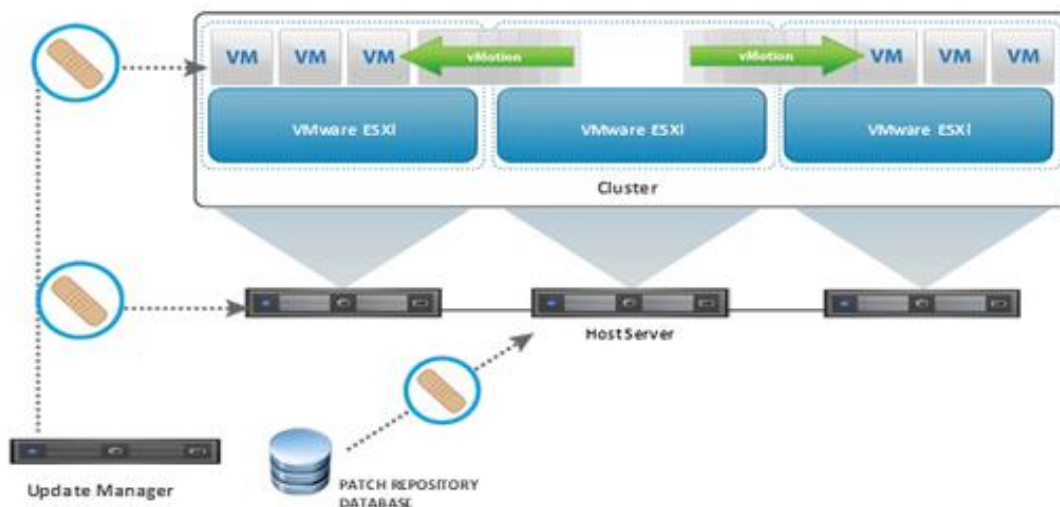 VM VM VM vMotion vMotion VM VM VM
VMware ESXi VMware ESXi VMware ESXi
Cluster
Host Server
Update Manager
PATCH REPOSITORY
DATABASE